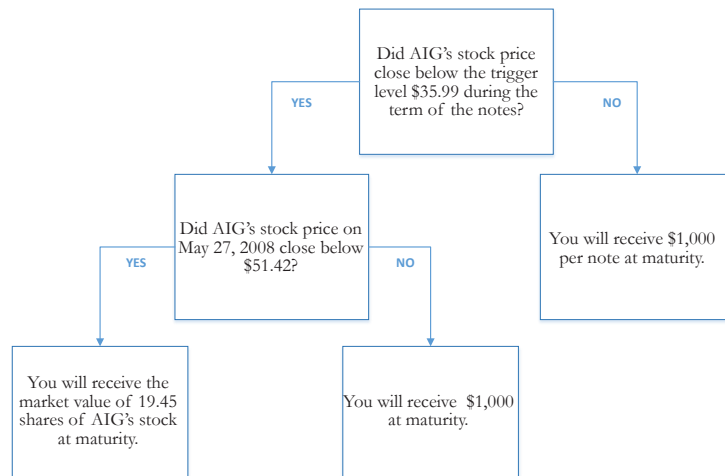 Did AIG's stock price
close below the trigger
level $35.99 during the
term of the notes?
YES
NO
Did AIG's stock price on
May 27, 2008 close below
$51.42?
You will receive $1,000
per note at maturity.
YES
NO
You will receive the
market value of 19.45
shares of AIG's stock
at maturity.
You will receive $1,000
at maturity.